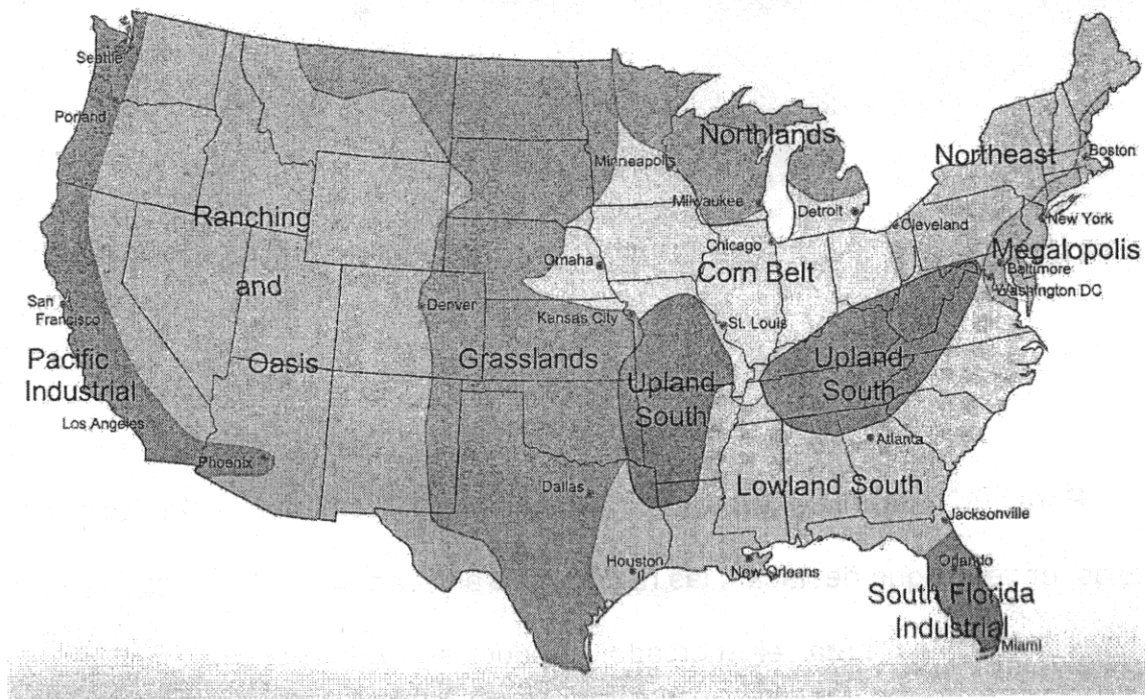 Seattle
Porland
Ranching
and
Oasis
San
Francisco
Pacific
Industrial
Los Angeles
Phoenix
Denver
Grasslands
Dallas
Houston
Minneapolis
Northlands
Milwaukee
Detroit
Chicago
Corn Belt
Omaha
Kansas City
St. Louis
Upland
South
Cleveland
Northeast
Boston
New York
Megalopolis
Baltimore
Washington DC
Upland
South
Atlanta
Lowland South
New Orleans
Jacksonville
Orlando
South Florida
Industrial
Miami